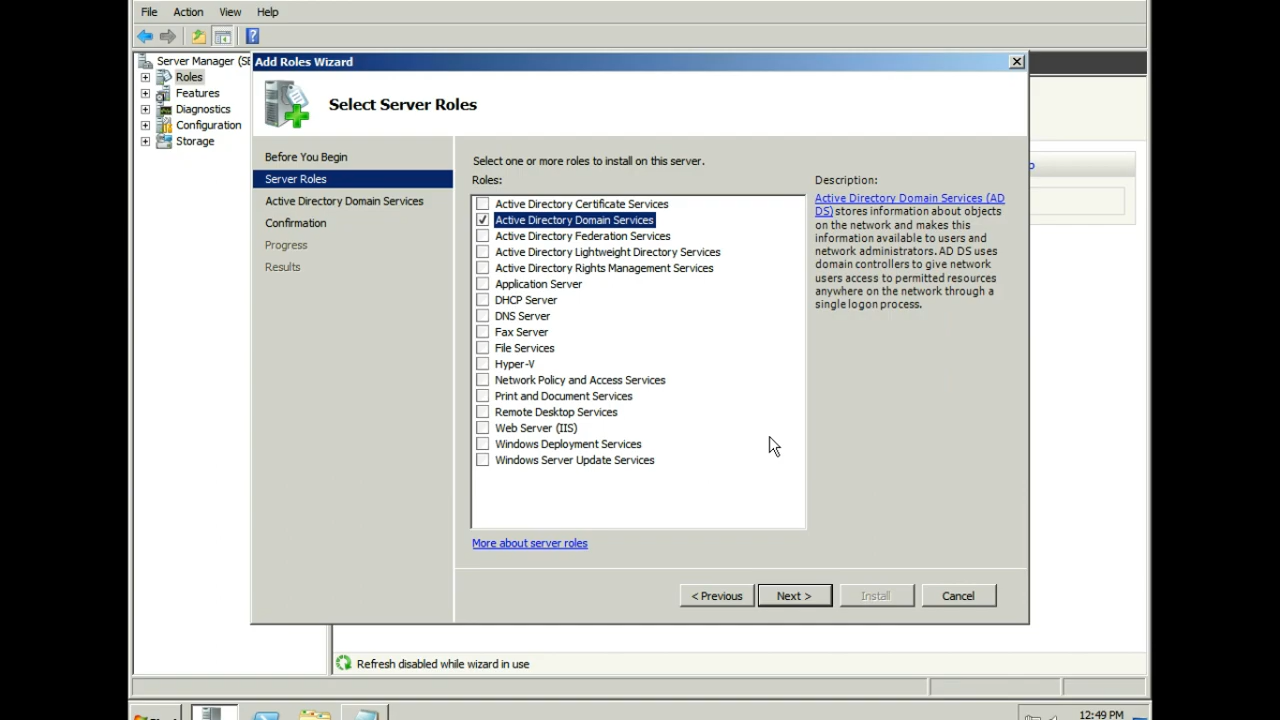 File Action View Help
Server Manager (SE
Roles
Features
Diagnostics
Configuration
Storage
Add Roles Wizard
Select Server Roles
Before You Begin
Server Roles
Active Directory Domain Services
Confirmation
Progress
Results
Select one or more roles to install on this server.
Roles:
Active Directory Certificate Services
Active Directory Domain Services
Active Directory Federation Services
Active Directory Lightweight Directory Services
Active Directory Rights Management Services
Application Server
DHCP Server
DNS Server
Fax Server
File Services
Hyper-V
Network Policy and Access Services
Print and Document Services
Remote Desktop Services
Web Server (IIS)
Windows Deployment Services
Windows Server Update Services
More about server roles
Description:
Active Directory Domain Services (AD
DS) stores information about objects
on the network and makes this
information available to users and
network administrators. AD DS uses
domain controllers to give network
users access to permitted resources
anywhere on the network through a
single logon process.
< Previous Next > Install Cancel
Refresh disabled while wizard in use
12:49 PM